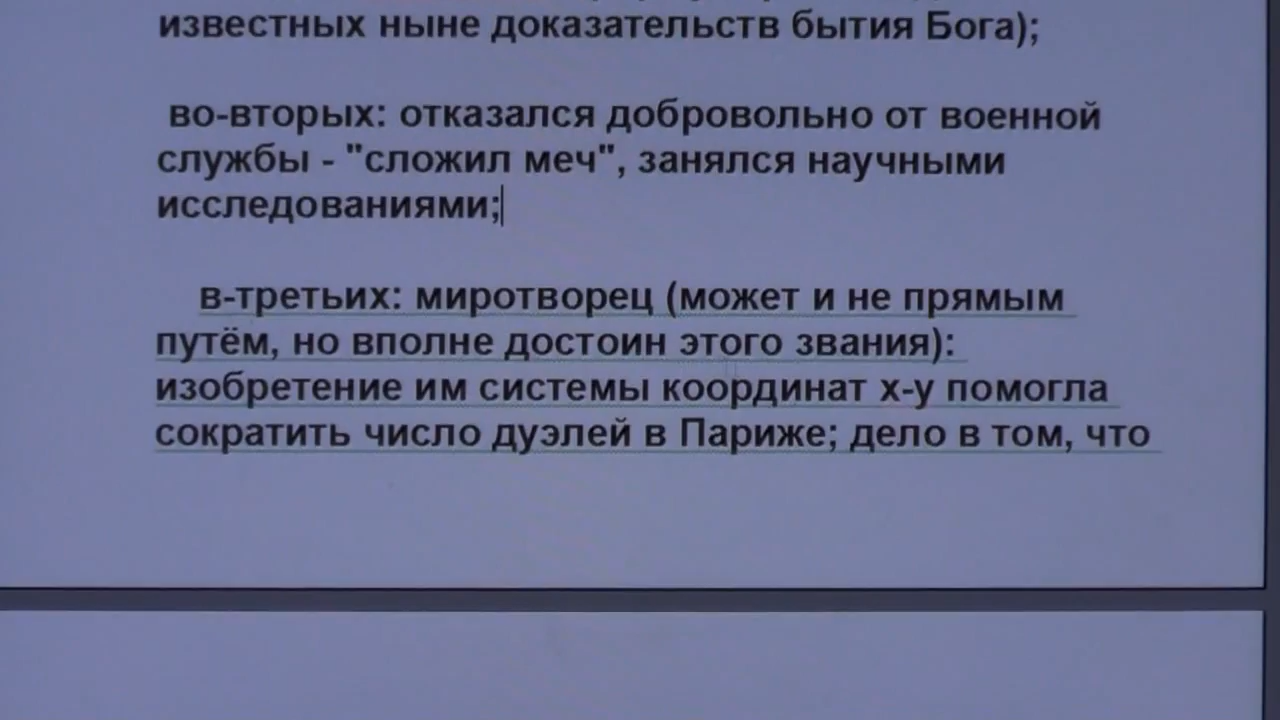 известных ныне доказательств бытия Бога);
во-вторых: отказался добровольно от военной
службы - "сложил меч", занялся научными
исследованиями;
в-третьих: миротворец (может и не прямым
путём, но вполне достоин этого звания):
изобретение им системы координат х-у помогла
сократить число дуэлей в Париже; дело в том, что